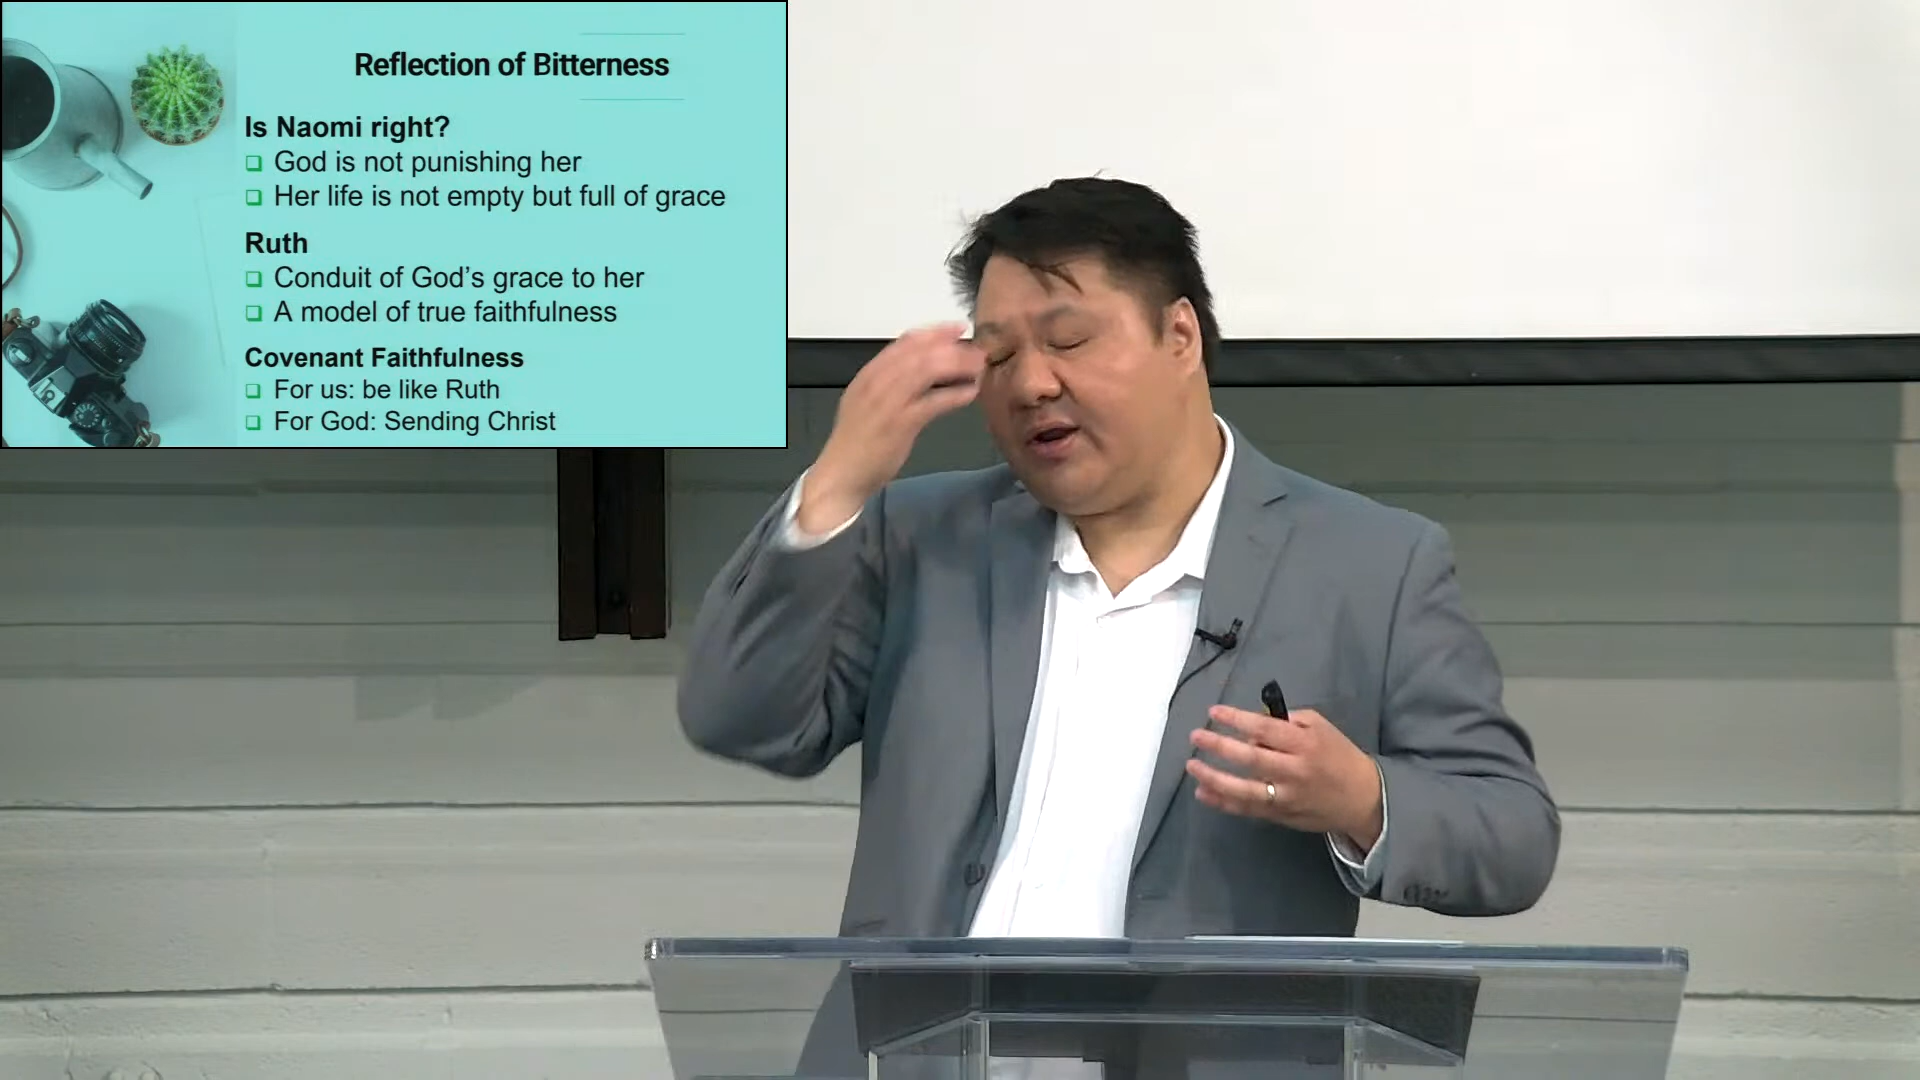 Reflection of Bitterness
Is Naomi right?
God is not punishing her
Her life is not empty but full of grace
Ruth
Conduit of God’s grace to her
A model of true faithfulness
Covenant Faithfulness
For us: be like Ruth
For God: Sending Christ